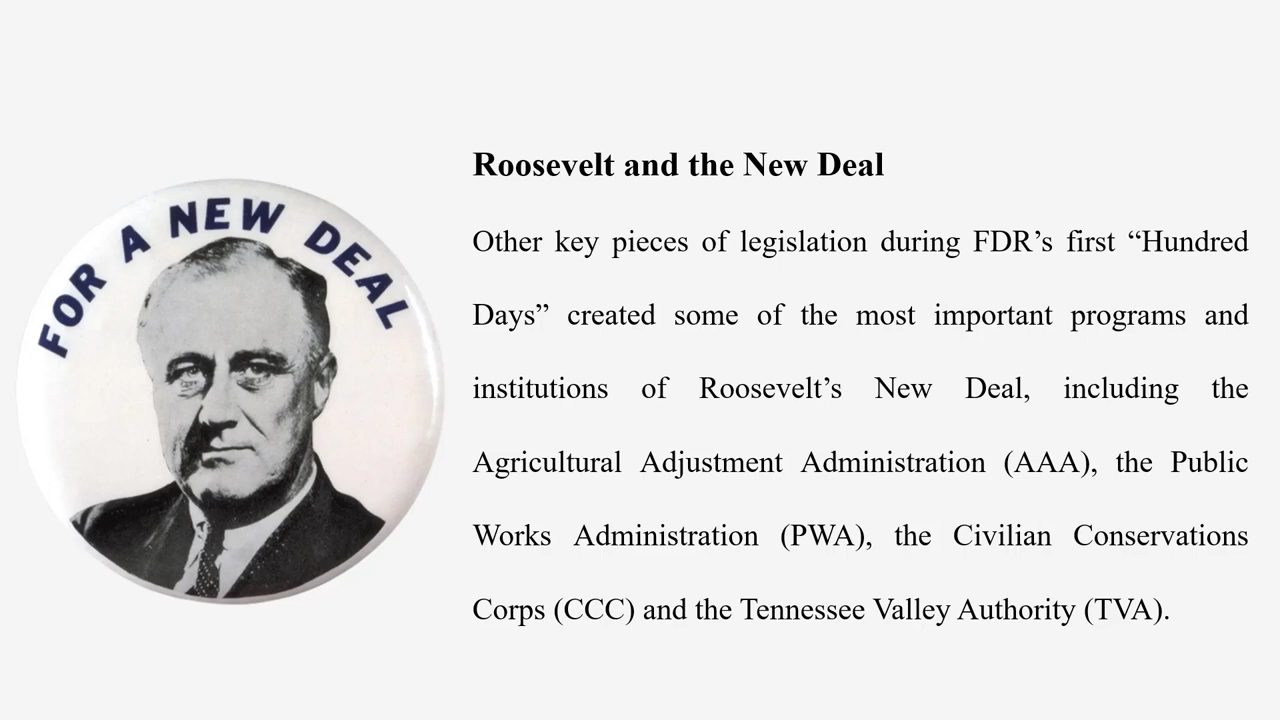 FOR A NEW DEAL
Roosevelt and the New Deal
Other key pieces of legislation during FDR’s first “Hundred
Days” created some of the most important programs and
institutions of Roosevelt’s New Deal, including the
Agricultural Adjustment Administration (AAA), the Public
Works Administration (PWA), the Civilian Conservations
Corps (CCC) and the Tennessee Valley Authority (TVA).